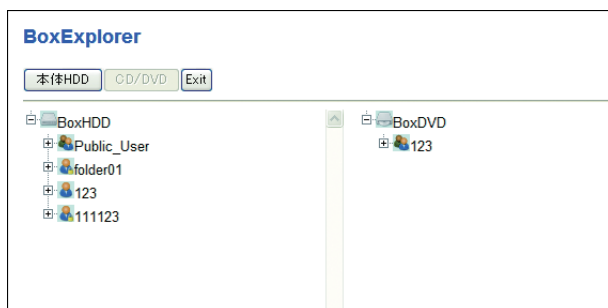 BoxExplorer
本体HDD CD/DVD Exit
BoxHDD
Public_User
folder01
123
111123
BoxDVD
123